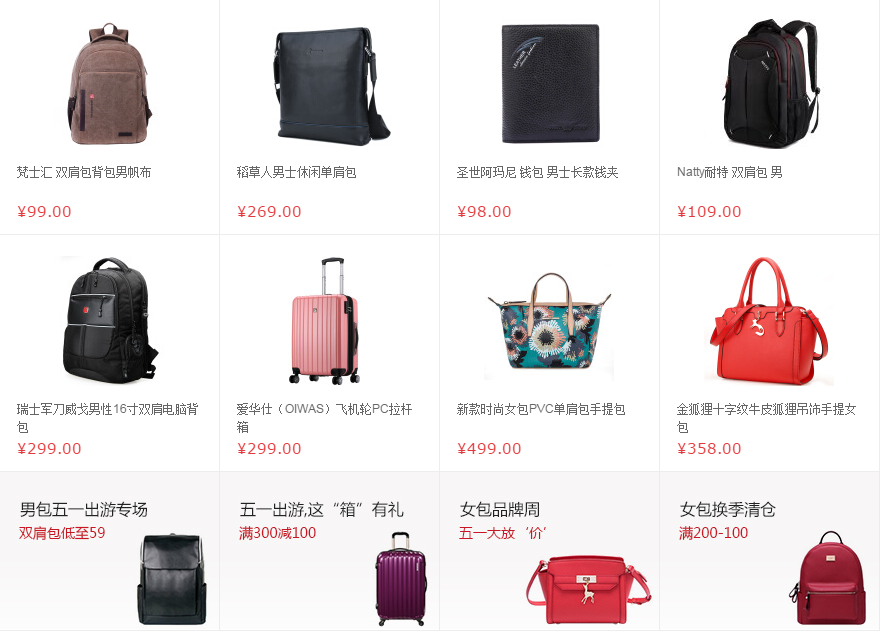 梵士汇 双肩包背包男帆布
¥99.00
稻草人男士休闲单肩包
¥269.00
圣世阿玛尼 钱包 男士长款钱夹
¥98.00
Natty耐特 双肩包 男
¥109.00
瑞士军刀威戈男性16寸双肩电脑背
包
¥299.00
爱华仕（OIWAS）飞机轮PC拉杆
箱
¥299.00
新款时尚女包PVC单肩包手提包
¥499.00
金狐狸十字纹牛皮狐狸吊饰手提女
包
¥358.00
男包五一出游专场
双肩包低至59
五一出游,这“箱”有礼
满300减100
女包品牌周
五一大放‘价’
女包换季清仓
满200-100